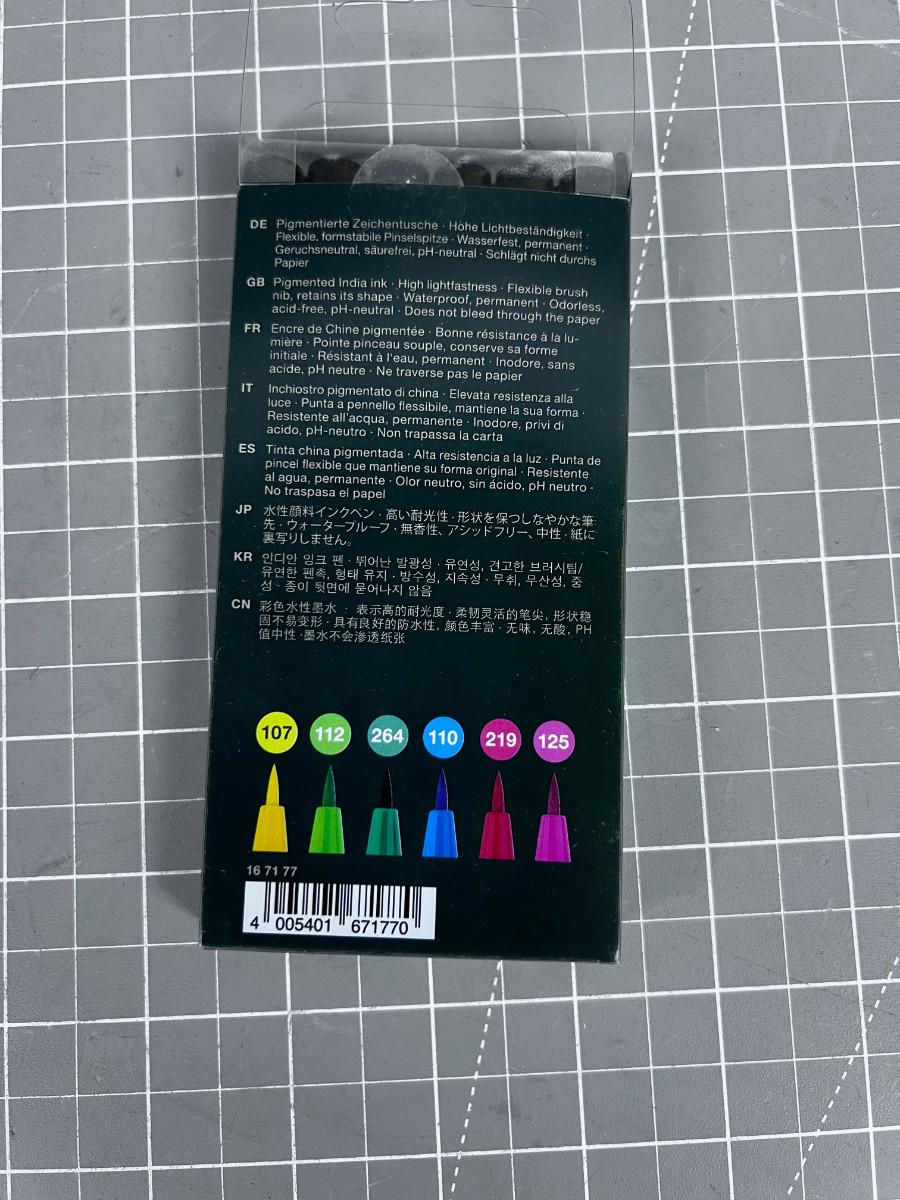 DE Pigmentierte Zeichentusche · Hohe Lichtbeständigkeit ·
Flexible, formstabile Pinselspitze · Wasserfest, permanent ·
Geruchsneutral, säurefrei, pH-neutral · Schlägt nicht durchs
Papier
GB Pigmented India ink · High lightfastness · Flexible brush
nib, retains its shape · Waterproof, permanent · Odorless,
acid-free, pH-neutral · Does not bleed through the paper
FR Encre de Chine pigmentée · Bonne résistance à la lu-
mière · Pointe pinceau souple, conserve sa forme
initiale · Résistant à l'eau, permanent · Inodore, sans
acide, pH neutre · Ne traverse pas le papier
IT Inchiostro pigmentato di china · Elevata resistenza alla
luce · Punta a pennello flessibile, mantiene la sua forma ·
Resistente all'acqua, permanente · Inodore, privi di
acido, pH-neutro · Non trapassa la carta
ES Tinta china pigmentada · Alta resistencia a la luz · Punta de
pincel flexible que mantiene su forma original · Resistente
al agua, permanente · Olor neutro, sin ácido, pH neutro ·
No traspasa el papel
JP 水性顔料インクペン · 高い耐光性 · 形状を保つしなやかな筆
先 · ウォータープルーフ · 無香性、アシッドフリー、中性 · 紙に
裏写りしません。
KR 인디안 잉크 펜 · 뛰어난 발광성 · 유연성, 견고한 브러시팁/
유연한 펜촉, 형태 유지 · 방수성, 지속성 · 무취, 무산성, 중
성 · 종이 뒷면에 묻어나지 않음
CN 彩色水性墨水 : 表示高的耐光度 · 柔韧灵活的笔尖, 形状稳
固不易变形 · 具有良好的防水性, 颜色丰富 · 无味, 无酸, PH
值中性 ·墨水不会渗透纸张
107 112 264 110 219 125
16 71 77
4 005401 671770